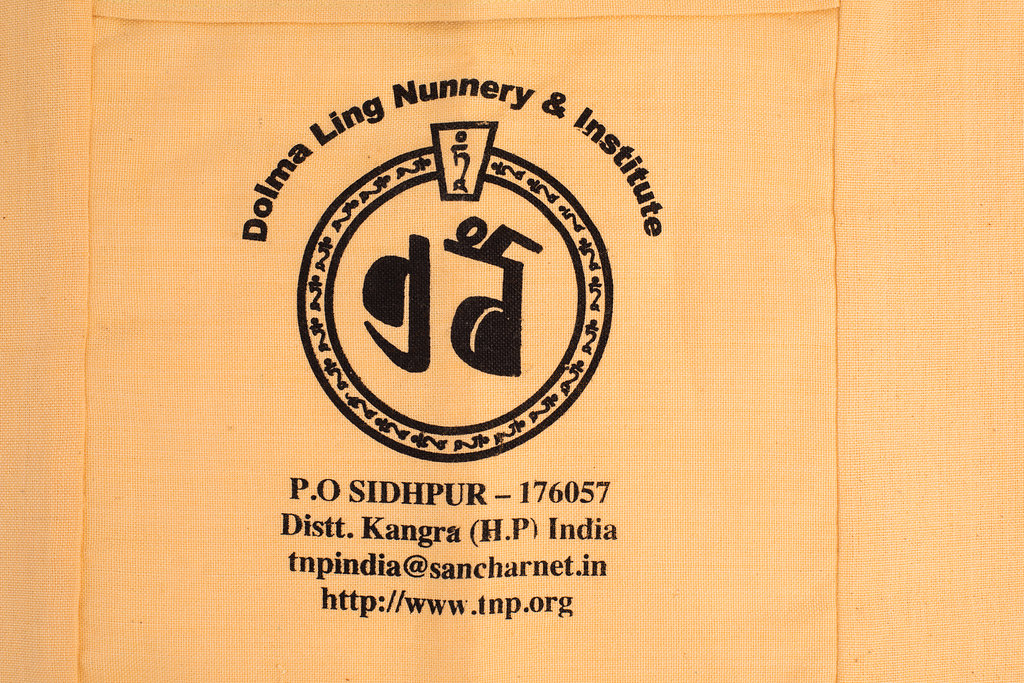 Dolma Ling Nunnery & Institute
P.O SIDHPUR – 176057
Distt. Kangra (H.P) India
tnpindia@sancharnet.in
http://www.tnp.org